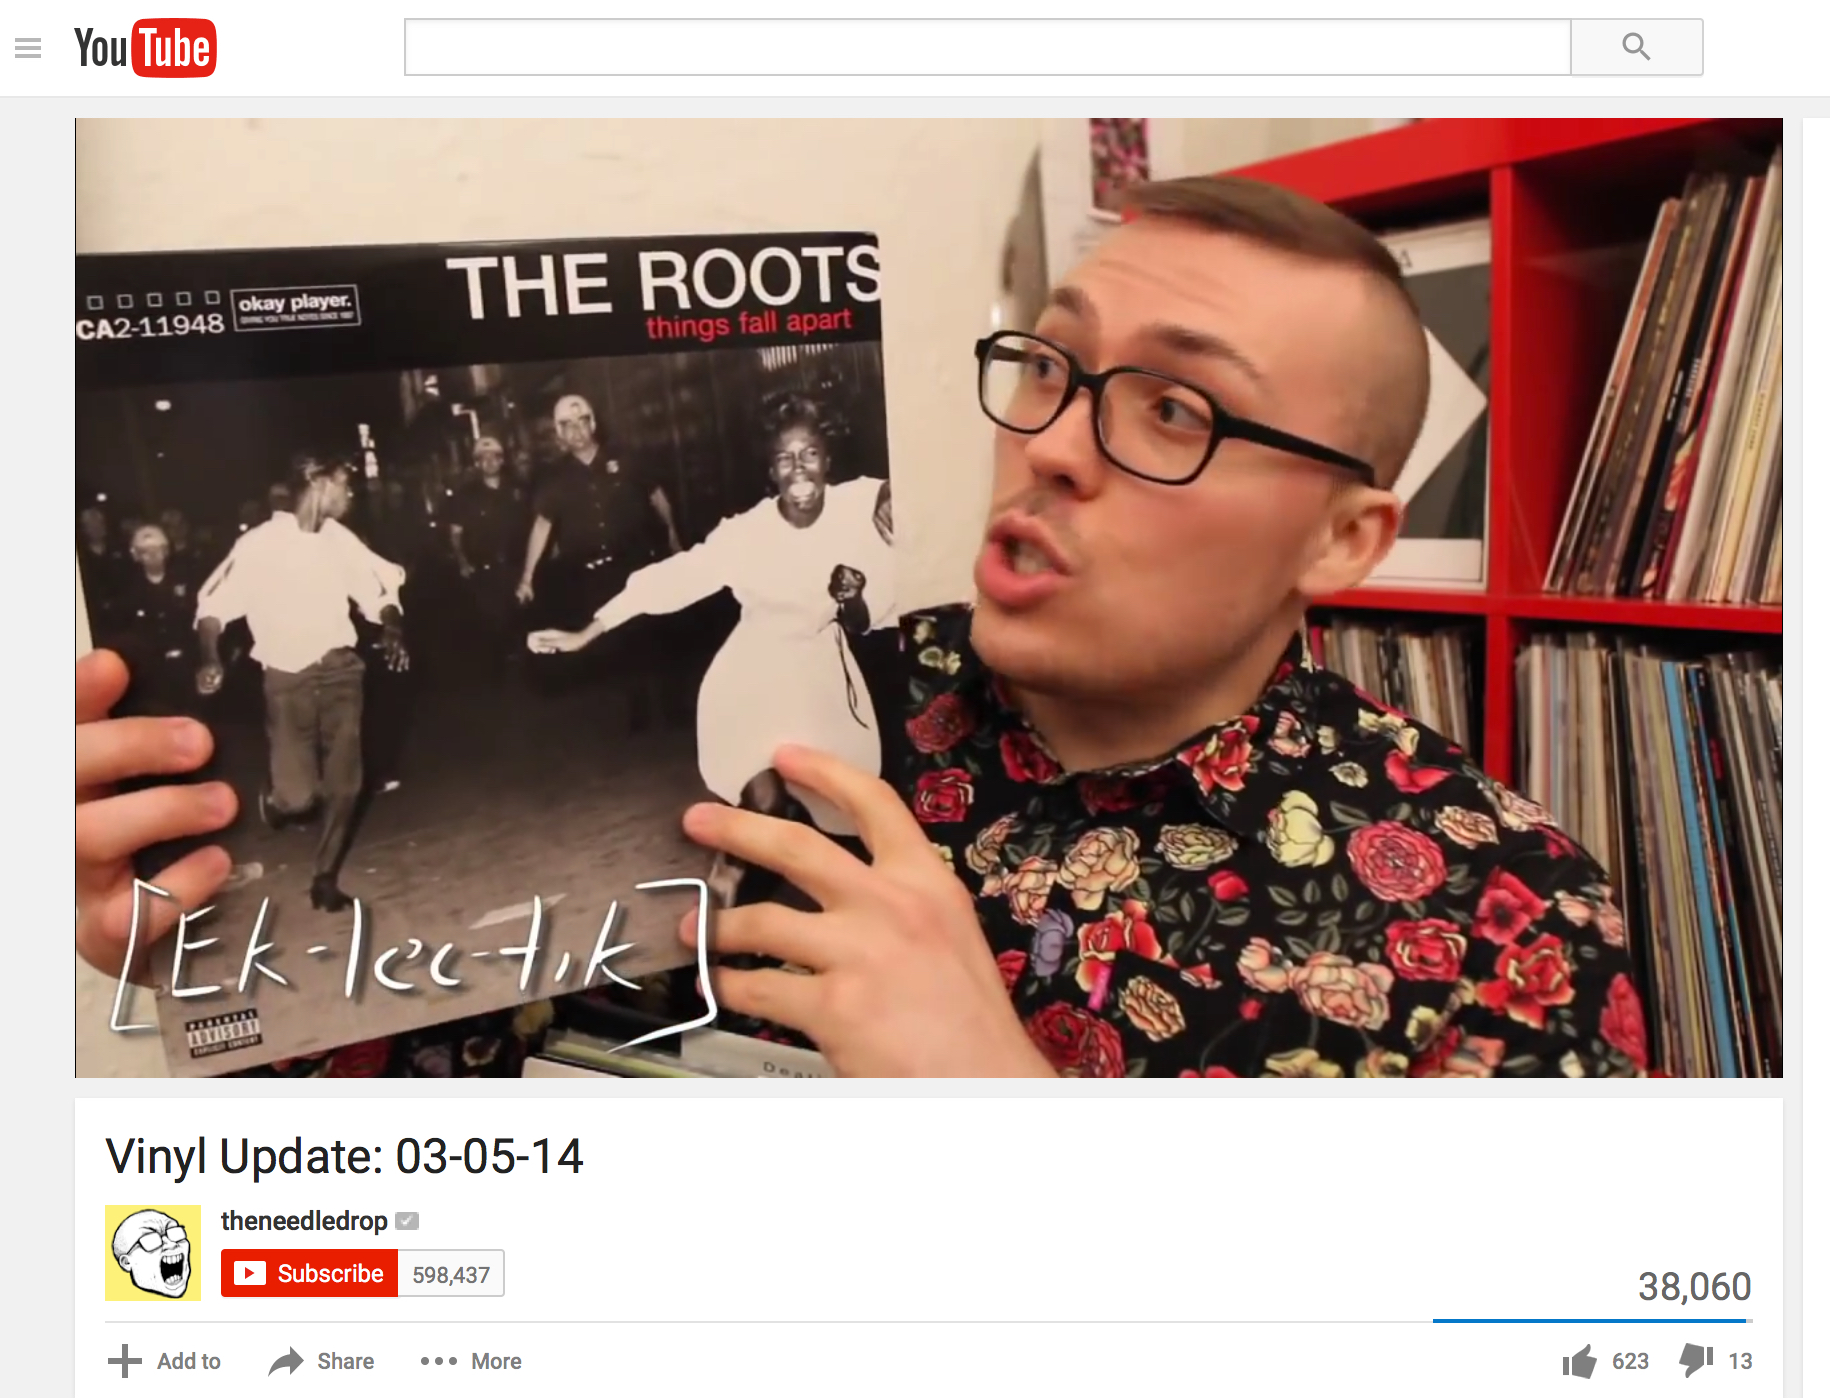 YouTube
THE ROOTS
things fall apart
okay player.
CA2-11948
[Ek-lec-tik]
PARENTAL
ADVISORY
EXPLICIT CONTENT
Vinyl Update: 03-05-14
theneedledrop
Subscribe 598,437
38,060
Add to Share More 623 13